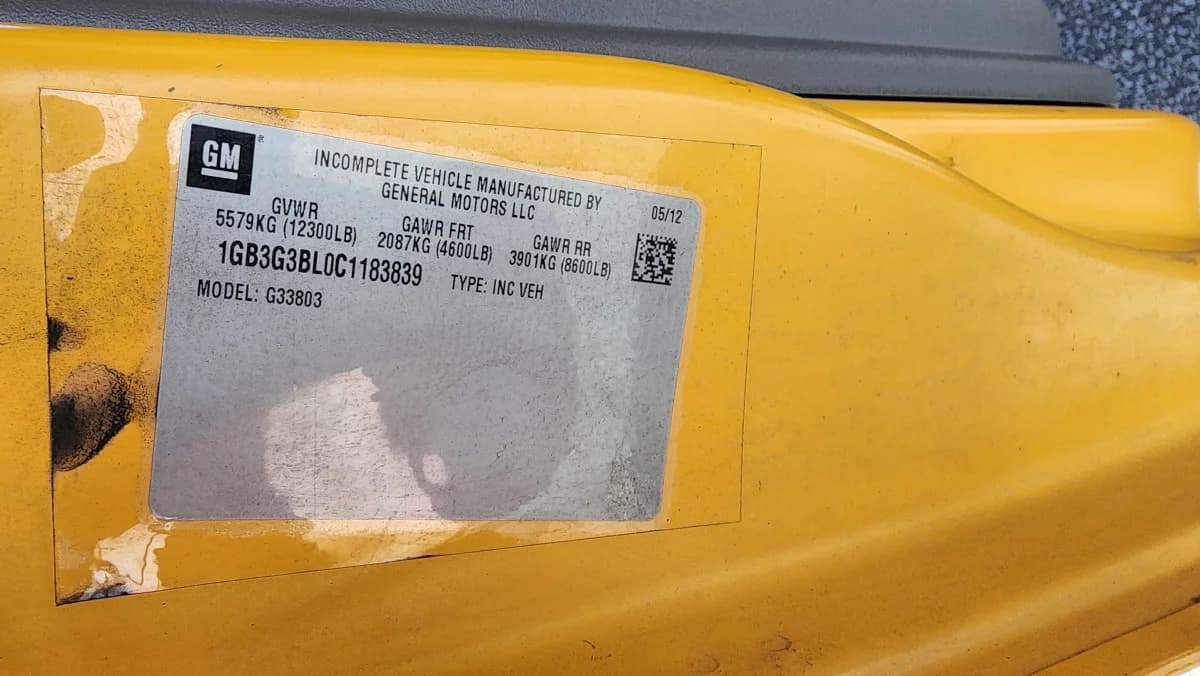 GM
INCOMPLETE VEHICLE MANUFACTURED BY
GENERAL MOTORS LLC
05/12
GVWR GAWR FRT GAWR RR
5579KG (12300LB) 2087KG (4600LB) 3901KG (8600LB)
1GB3G3BL0C1183839 TYPE: INC VEH
MODEL: G33803